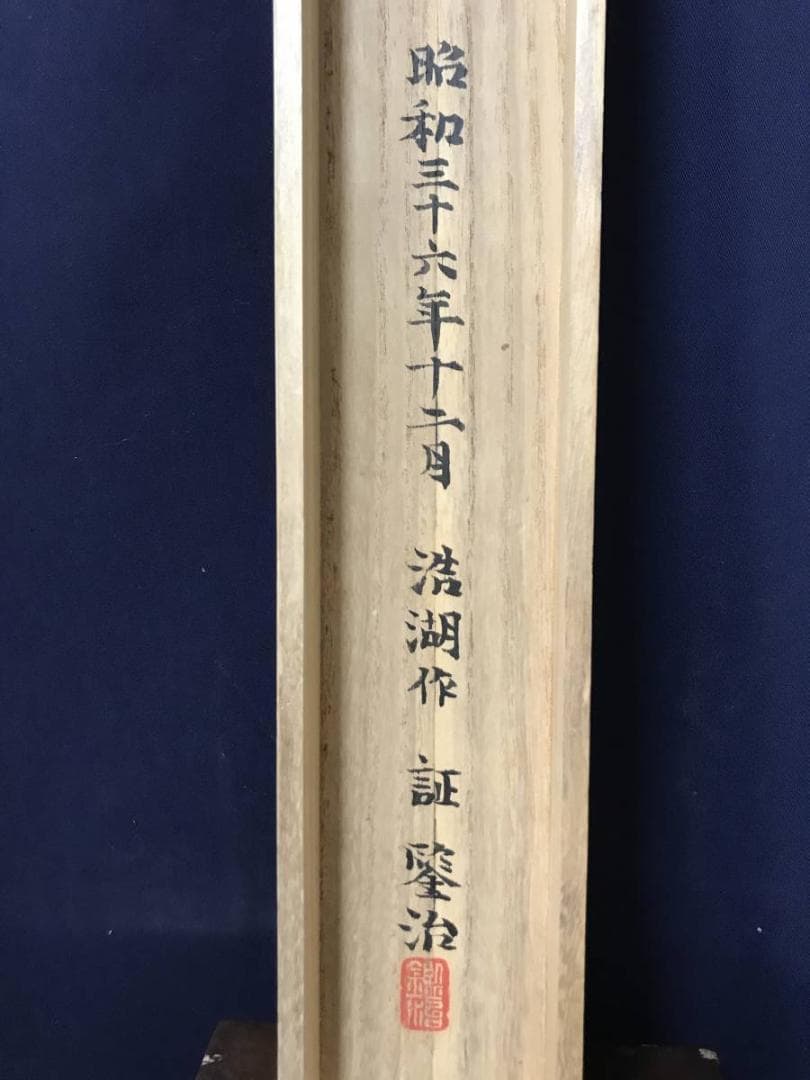 昭和三十六年十二月 浩湖作 証 鑒治